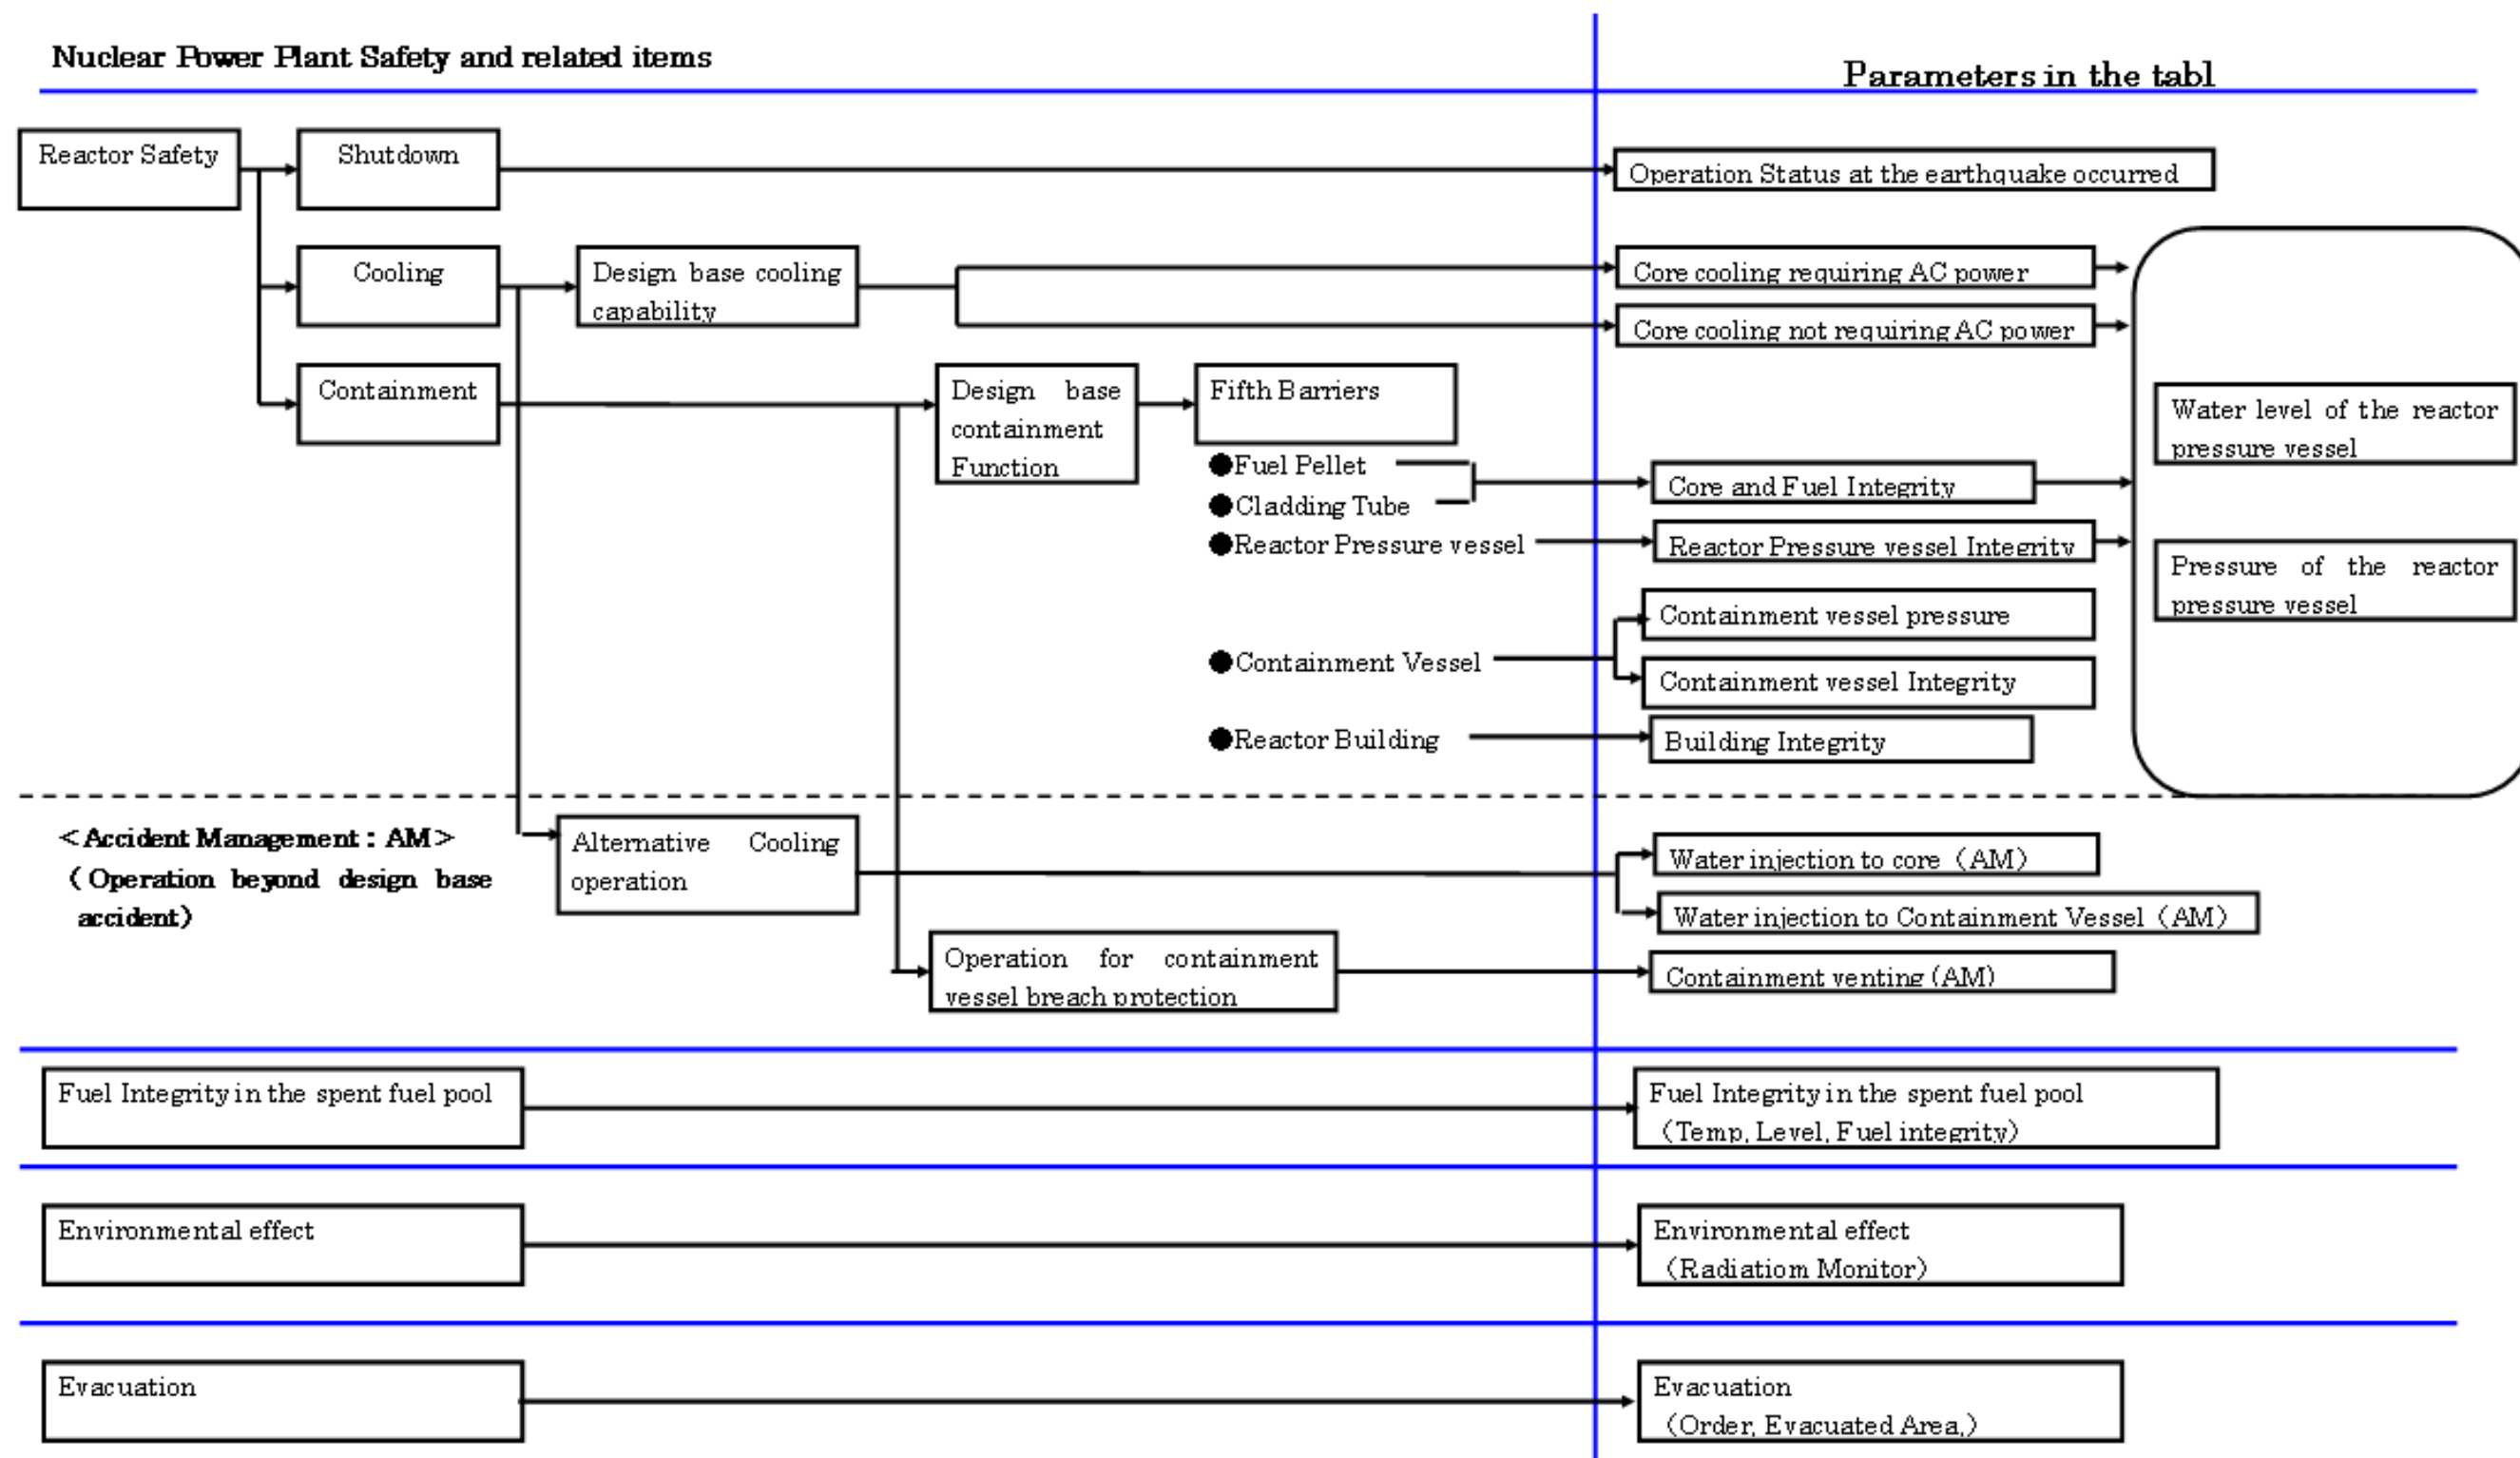 Nuclear Power Plant Safety and related items
Parameters in the tabl
Reactor Safety
Shutdown
Operation Status at the earthquake occurred
Cooling
Design base cooling
capability
Core cooling requiring AC power
Core cooling not requiring AC power
Containment
Design base
containment
Function
Fifth Barriers
●Fuel Pellet
●Cladding Tube
●Reactor Pressure vessel
●Containment Vessel
●Reactor Building
Core and Fuel Integrity
Reactor Pressure vessel Integrity
Containment vessel pressure
Containment vessel Integrity
Building Integrity
Water level of the reactor
pressure vessel
Pressure of the reactor
pressure vessel
<Accident Management：AM>
（Operation beyond design base
accident）
Alternative Cooling
operation
Water injection to core（AM）
Water injection to Containment Vessel（AM）
Operation for containment
vessel breach protection
Containment venting (AM)
Fuel Integrity in the spent fuel pool
Fuel Integrity in the spent fuel pool
（Temp, Level, Fuel integrity）
Environmental effect
Environmental effect
（Radiatiom Monitor）
Evacuation
Evacuation
（Order, Evacuated Area,）